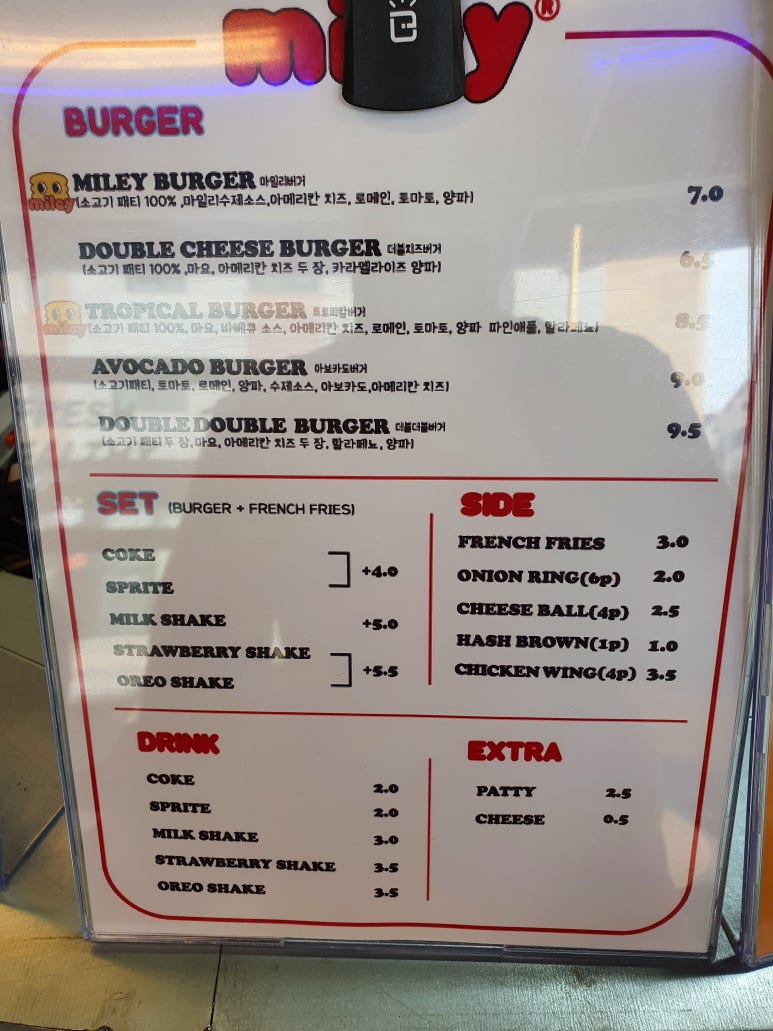 miley®
BURGER
MILEY BURGER 마일리버거 7.0
miley (소고기 패티 100% ,마일리수제소스,아메리칸 치즈, 로메인, 토마토, 양파)
DOUBLE CHEESE BURGER 더블치즈버거 6.5
(소고기 패티 100% ,마요, 아메리칸 치즈 두 장, 카라멜라이즈 양파)
TROPICAL BURGER 트로피칼버거 8.5
miley (소고기 패티 100%, 마요, 바베큐 소스, 아메리칸 치즈, 로메인, 토마토, 양파 파인애플, 할라페뇨)
AVOCADO BURGER 아보카도버거 9.0
(소고기패티, 토마토, 로메인, 양파, 수제소스, 아보카도,아메리칸 치즈)
DOUBLE DOUBLE BURGER 더블더블버거 9.5
(소고기 패티 두 장,마요, 아메리칸 치즈 두 장, 할라페뇨, 양파)
SET (BURGER + FRENCH FRIES)
COKE
SPRITE
+4.0
MILK SHAKE +5.0
STRAWBERRY SHAKE
OREO SHAKE
+5.5
SIDE
FRENCH FRIES 3.0
ONION RING(6p) 2.0
CHEESE BALL(4p) 2.5
HASH BROWN(1p) 1.0
CHICKEN WING(4p) 3.5
DRINK
COKE 2.0
SPRITE 2.0
MILK SHAKE 3.0
STRAWBERRY SHAKE 3.5
OREO SHAKE 3.5
EXTRA
PATTY 2.5
CHEESE 0.5